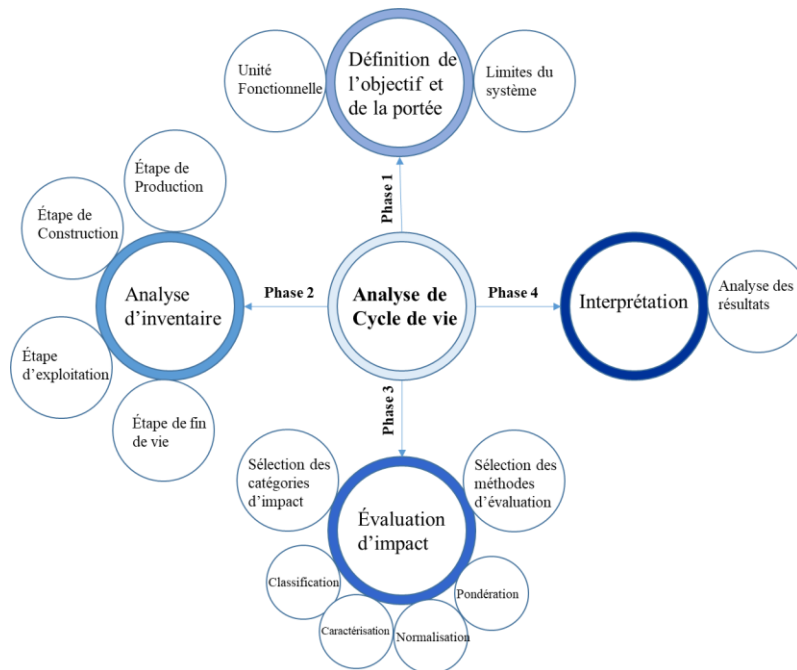 Unité
Fonctionnelle
Définition de
l'objectif et
de la portée
Limites du
système
Phase 1
Étape de
Production
Étape de
Construction
Analyse
d'inventaire
Étape
d'exploitation
Étape de fin
de vie
Phase 2
Analyse de
Cycle de vie
Phase 4
Interprétation
Analyse des
résultats
Phase 3
Sélection des
catégories
d'impact
Évaluation
d'impact
Sélection des
méthodes
d'évaluation
Classification
Caractérisation
Normalisation
Pondération